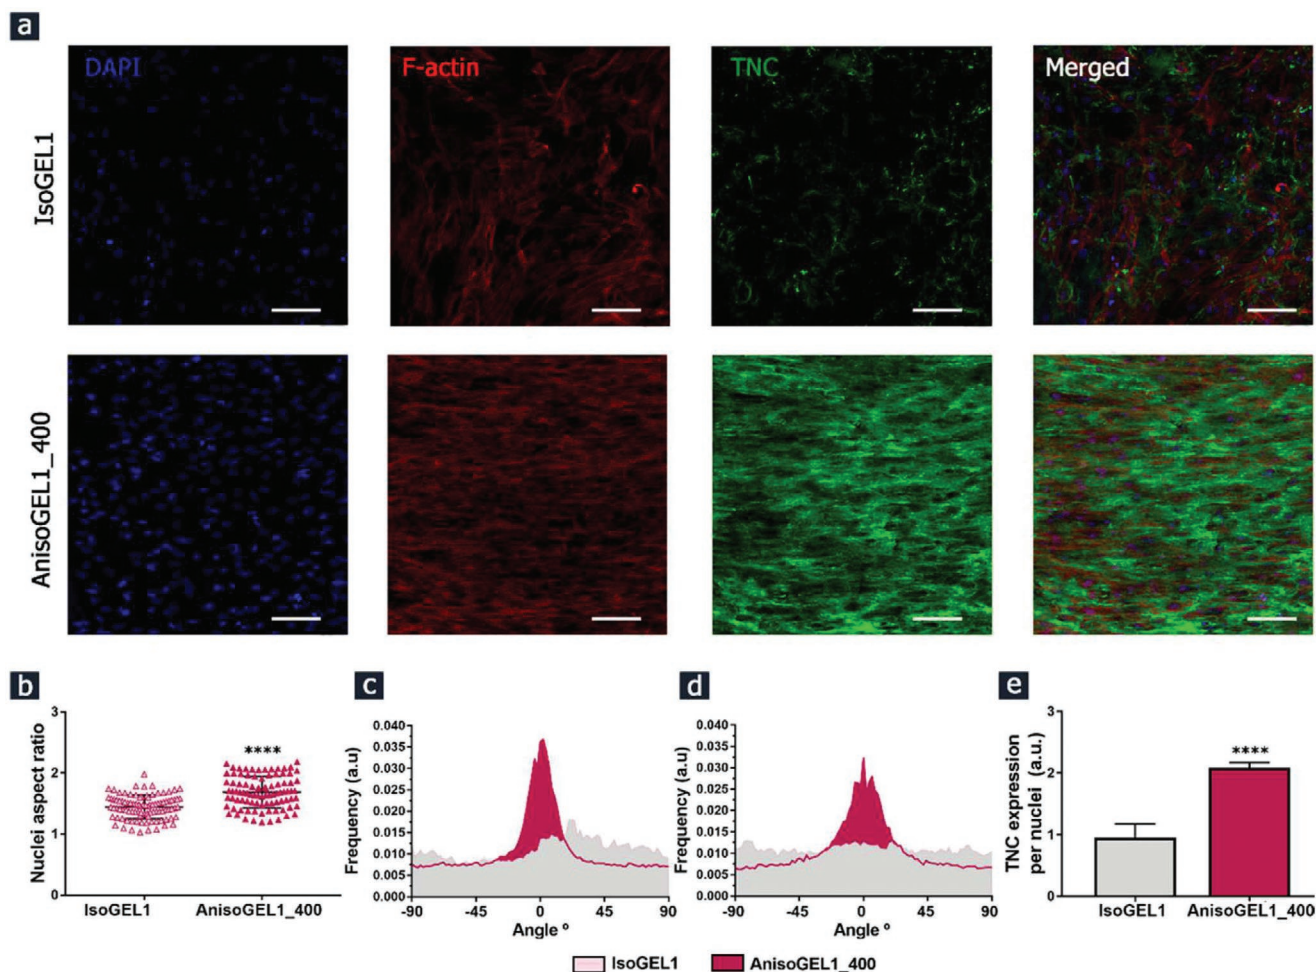 a
DAPI
F-actin
TNC
Merged
IsoGEL1
AnisoGEL1_400
b
Nuclei aspect ratio
3
2
1
0
****
IsoGEL1
AnisoGEL1_400
c
Frequency (a.u)
0.040
0.035
0.030
0.025
0.020
0.015
0.010
0.005
0.000
-90
-45
0
45
90
Angle º
d
Frequency (a.u)
0.040
0.035
0.030
0.025
0.020
0.015
0.010
0.005
0.000
-90
-45
0
45
90
Angle º
e
TNC expression
per nuclei (a.u.)
3
2
1
0
****
IsoGEL1
AnisoGEL1_400
IsoGEL1
AnisoGEL1_400